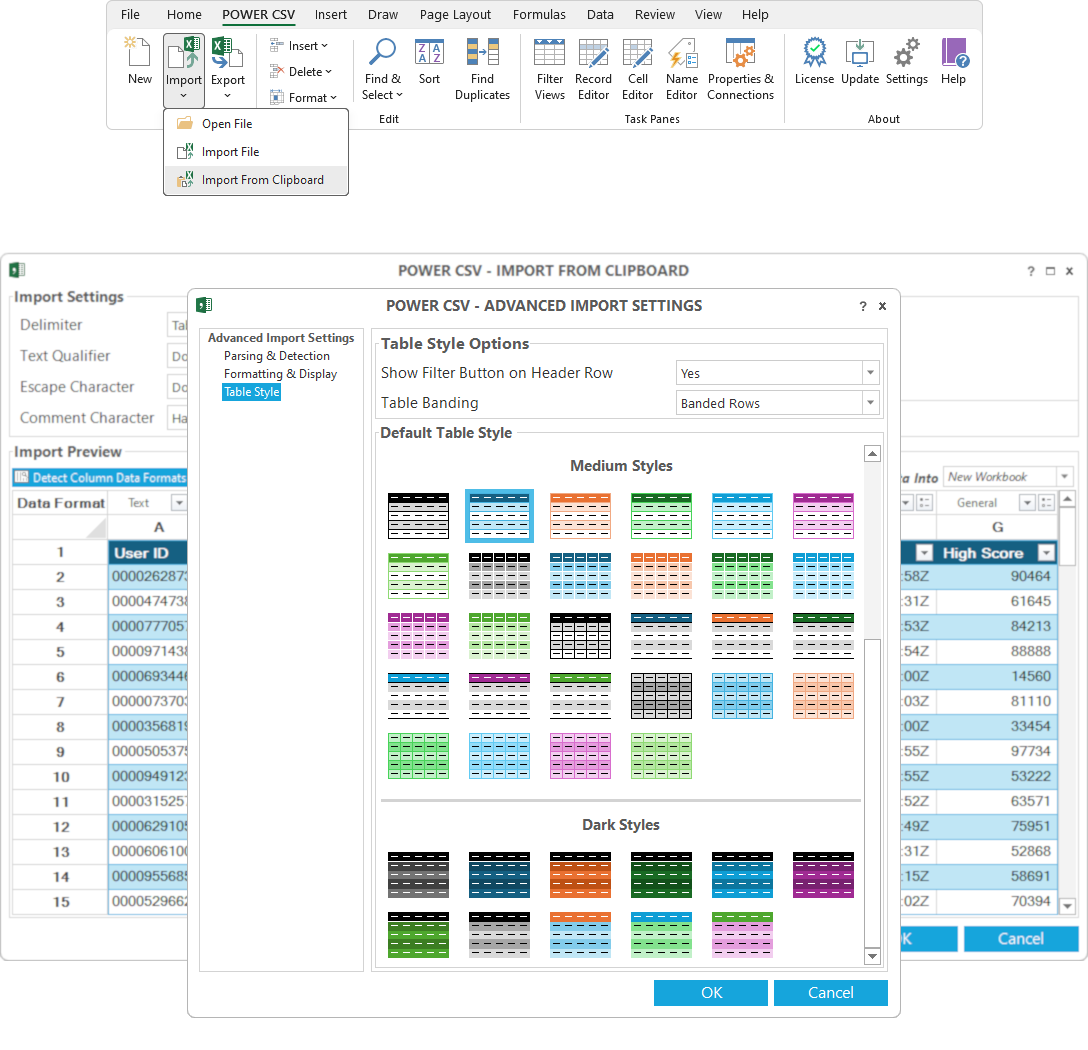 File Home POWER CSV Insert Draw Page Layout Formulas Data Review View Help
New
Import
Export
Insert
Delete
Format
Find & Select
Sort
Find Duplicates
Edit
Filter Views
Record Editor
Cell Editor
Name Editor
Properties & Connections
Task Panes
License
Update
Settings
Help
About
Open File
Import File
Import From Clipboard
POWER CSV - IMPORT FROM CLIPBOARD
? x
Import Settings
Delimiter
Text Qualifier
Escape Character
Comment Character
Import Preview
Detect Column Data Formats
Into New Workbook
Data Format Text General
A G
1 User ID High Score
2 000026287 :58Z 90464
3 000047473 :31Z 61645
4 000077705 :53Z 84213
5 000097143 :54Z 88888
6 000069344 :00Z 14560
7 000007370 :03Z 81110
8 000035681 :00Z 33454
9 000050537 :55Z 97734
10 000094912 :55Z 53222
11 000031525 :52Z 63571
12 000062910 :49Z 75951
13 000060610 :31Z 52868
14 000095568 :15Z 58691
15 000052966 :02Z 70394
Cancel
POWER CSV - ADVANCED IMPORT SETTINGS
? x
Advanced Import Settings
Parsing & Detection
Formatting & Display
Table Style
Table Style Options
Show Filter Button on Header Row Yes
Table Banding Banded Rows
Default Table Style
Medium Styles
Dark Styles
OK Cancel